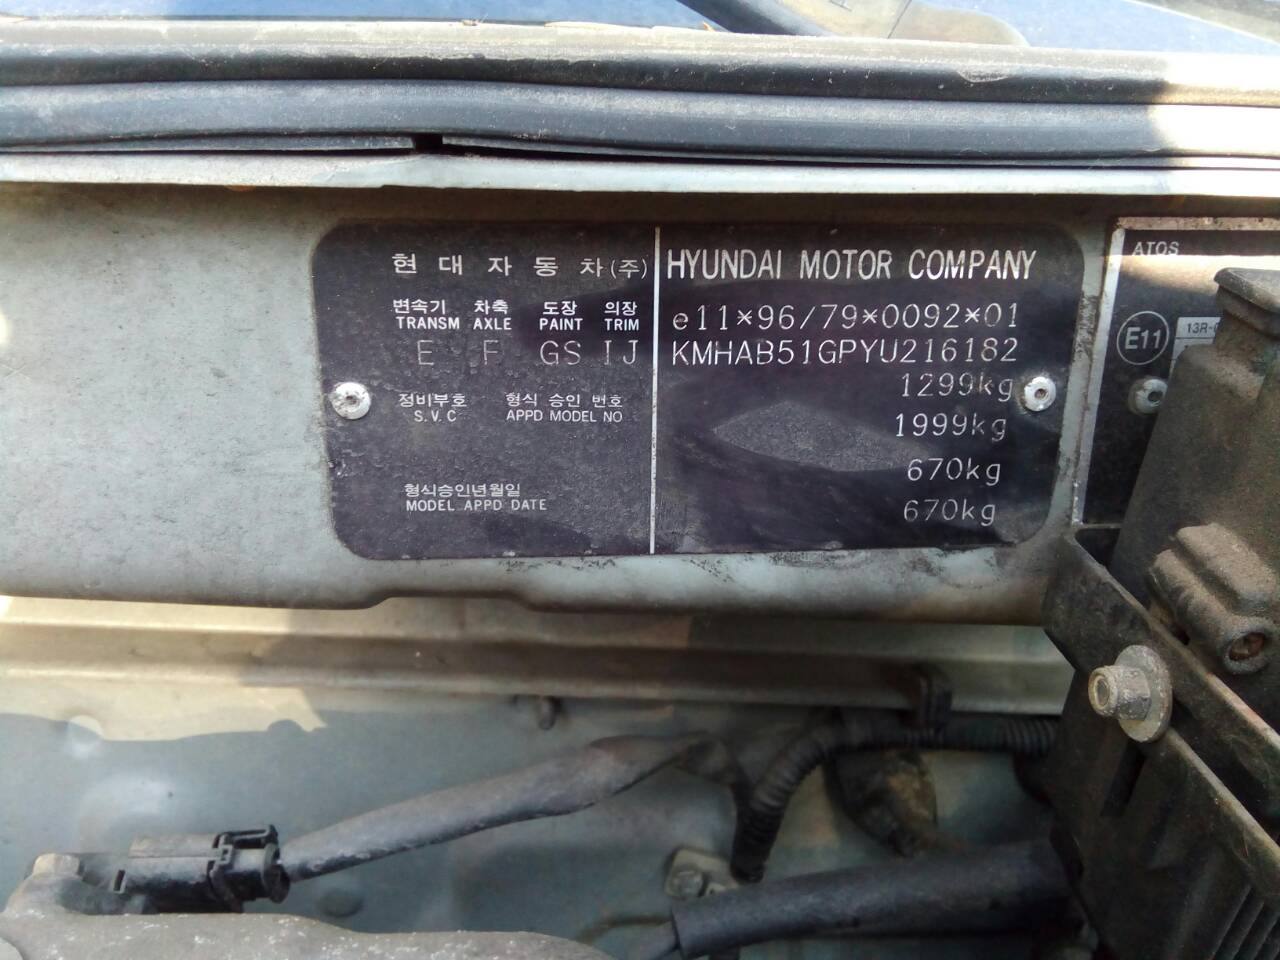 현대자동차(주) HYUNDAI MOTOR COMPANY
변속기 차축 도장 의장
TRANSM AXLE PAINT TRIM e11*96/79*0092*01
E F GS IJ KMHAB51GPYU216182
1299kg
정비부호 형식 승인 번호
S.V.C APPD MODEL NO 1999kg
670kg
형식승인년월일
MODEL APPD DATE 670kg
ATOS
E11